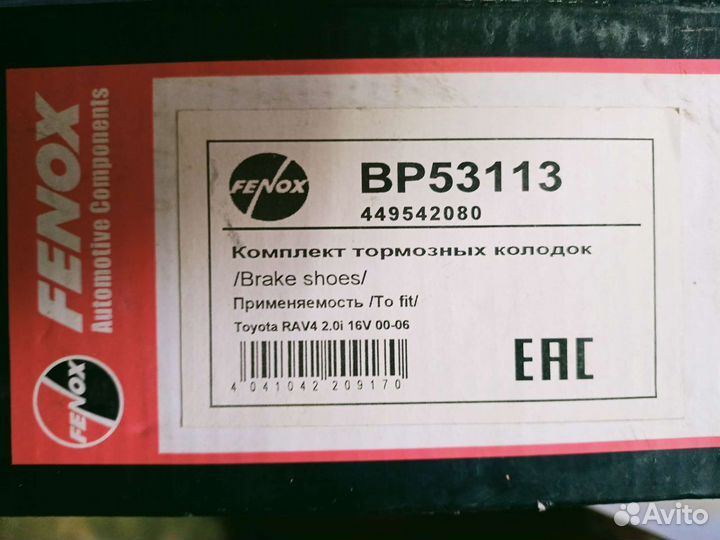 FENOX
Automotive Components
FENOX
FENOX
BP53113
449542080
Комплект тормозных колодок
/Brake shoes/
Применяемость /To fit/
Toyota RAV4 2.0i 16V 00-06
4 041042 209170
EAC
Avito